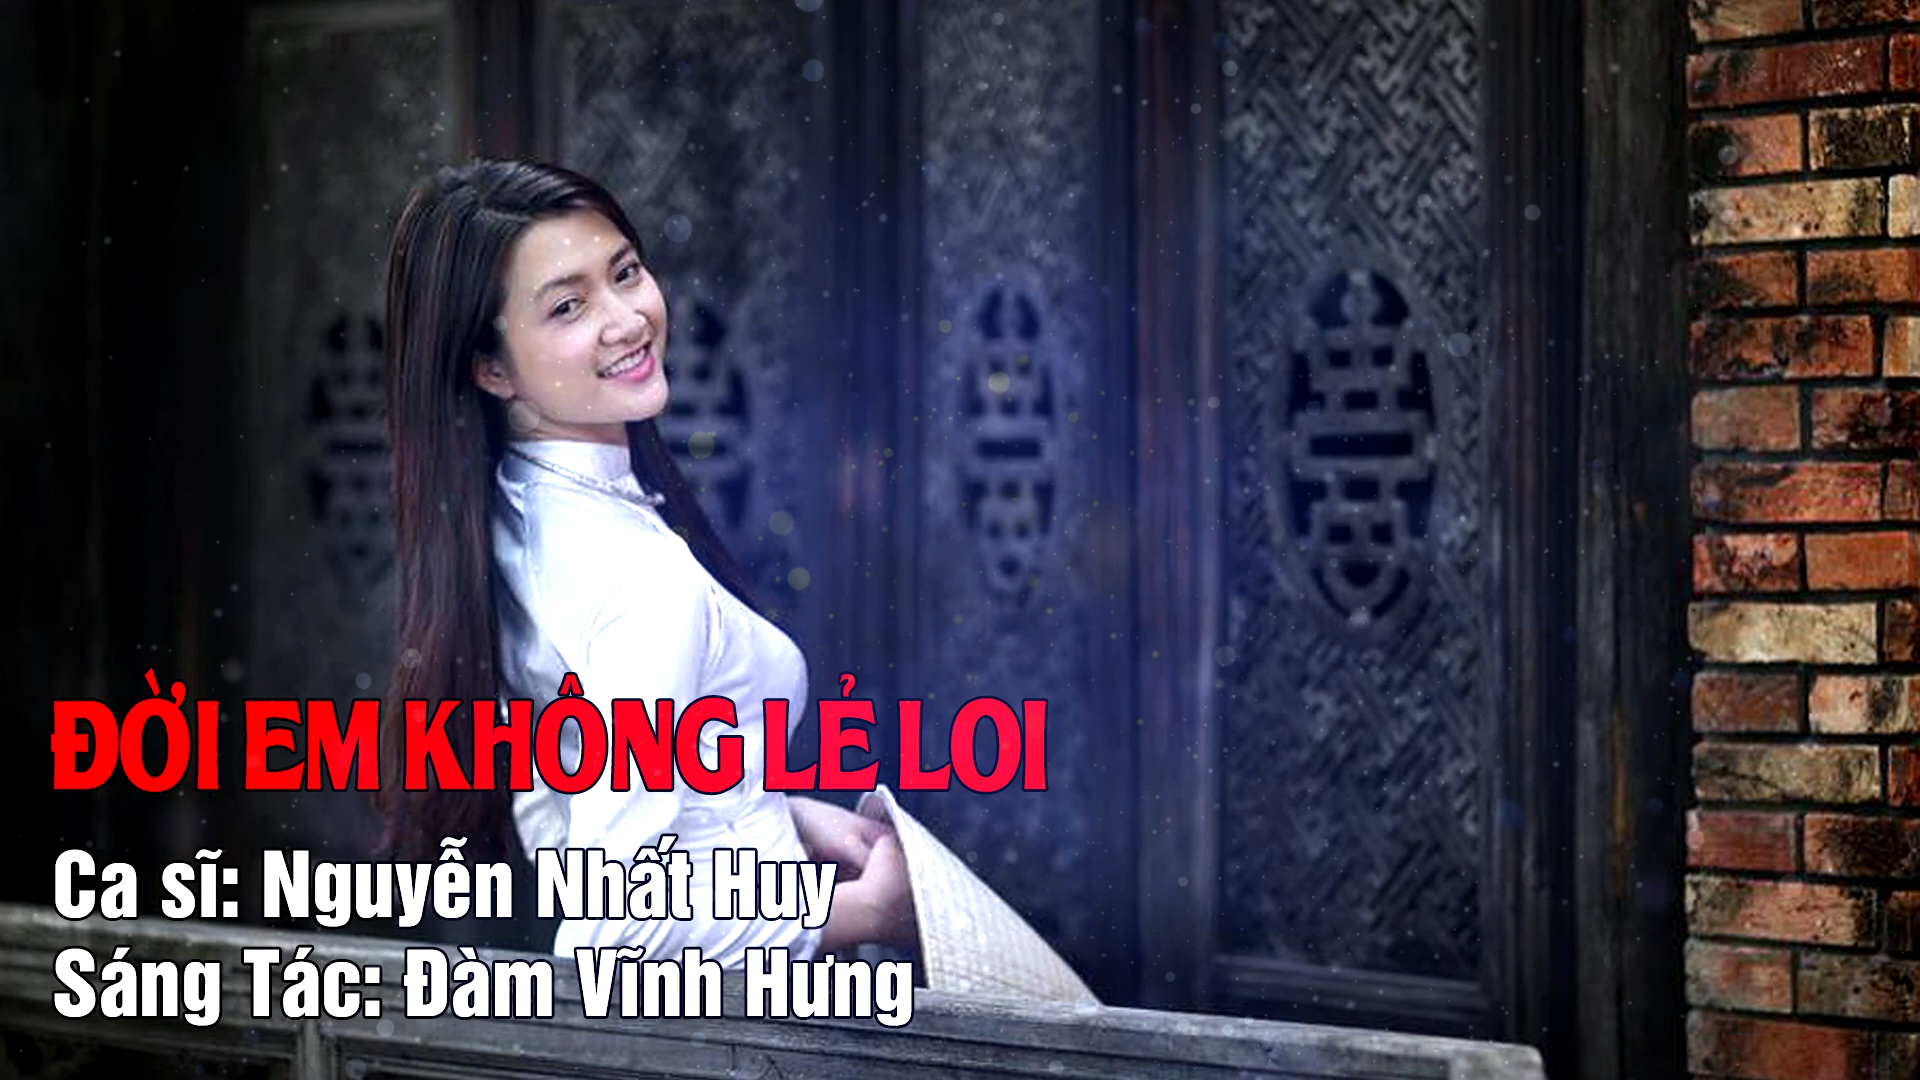 ĐỜI EM KHÔNG LẺ LOI
Ca sĩ: Nguyễn Nhất Huy
Sáng Tác: Đàm Vĩnh Hưng